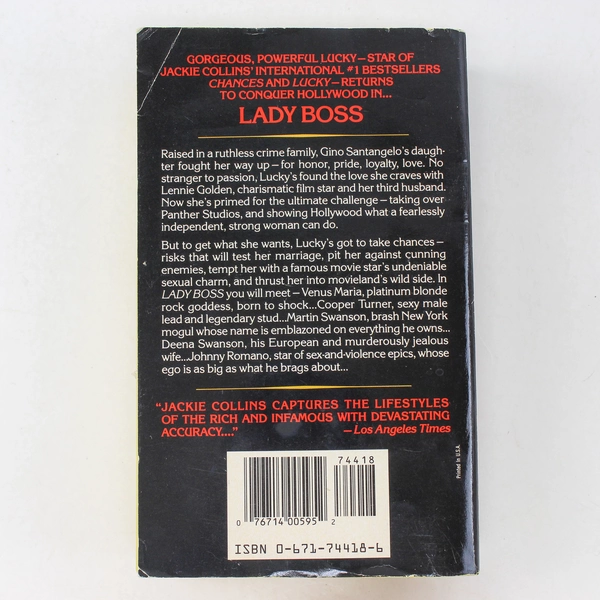 GORGEOUS, POWERFUL LUCKY—STAR OF
JACKIE COLLINS' INTERNATIONAL #1 BESTSELLERS
CHANCES AND LUCKY—RETURNS
TO CONQUER HOLLYWOOD IN...
LADY BOSS
Raised in a ruthless crime family, Gino Santangelo's daugh-
ter fought her way up—for honor, pride, loyalty, love. No
stranger to passion, Lucky's found the love she craves with
Lennie Golden, charismatic film star and her third husband.
Now she's primed for the ultimate challenge—taking over
Panther Studios, and showing Hollywood what a fearlessly
independent, strong woman can do.
But to get what she wants, Lucky's got to take chances—
risks that will test her marriage, pit her against cunning
enemies, tempt her with a famous movie star's undeniable
sexual charm, and thrust her into movieland's wild side. In
LADY BOSS you will meet—Venus Maria, platinum blonde
rock goddess, born to shock...Cooper Turner, sexy male
lead and legendary stud...Martin Swanson, brash New York
mogul whose name is emblazoned on everything he owns...
Deena Swanson, his European and murderously jealous
wife...Johnny Romano, star of sex-and-violence epics, whose
ego is as big as what he brags about...
"JACKIE COLLINS CAPTURES THE LIFESTYLES
OF THE RICH AND INFAMOUS WITH DEVASTATING
ACCURACY...."
—Los Angeles Times
Printed in U.S.A.
74418
0 76714 00595 2
ISBN 0-671-74418-6